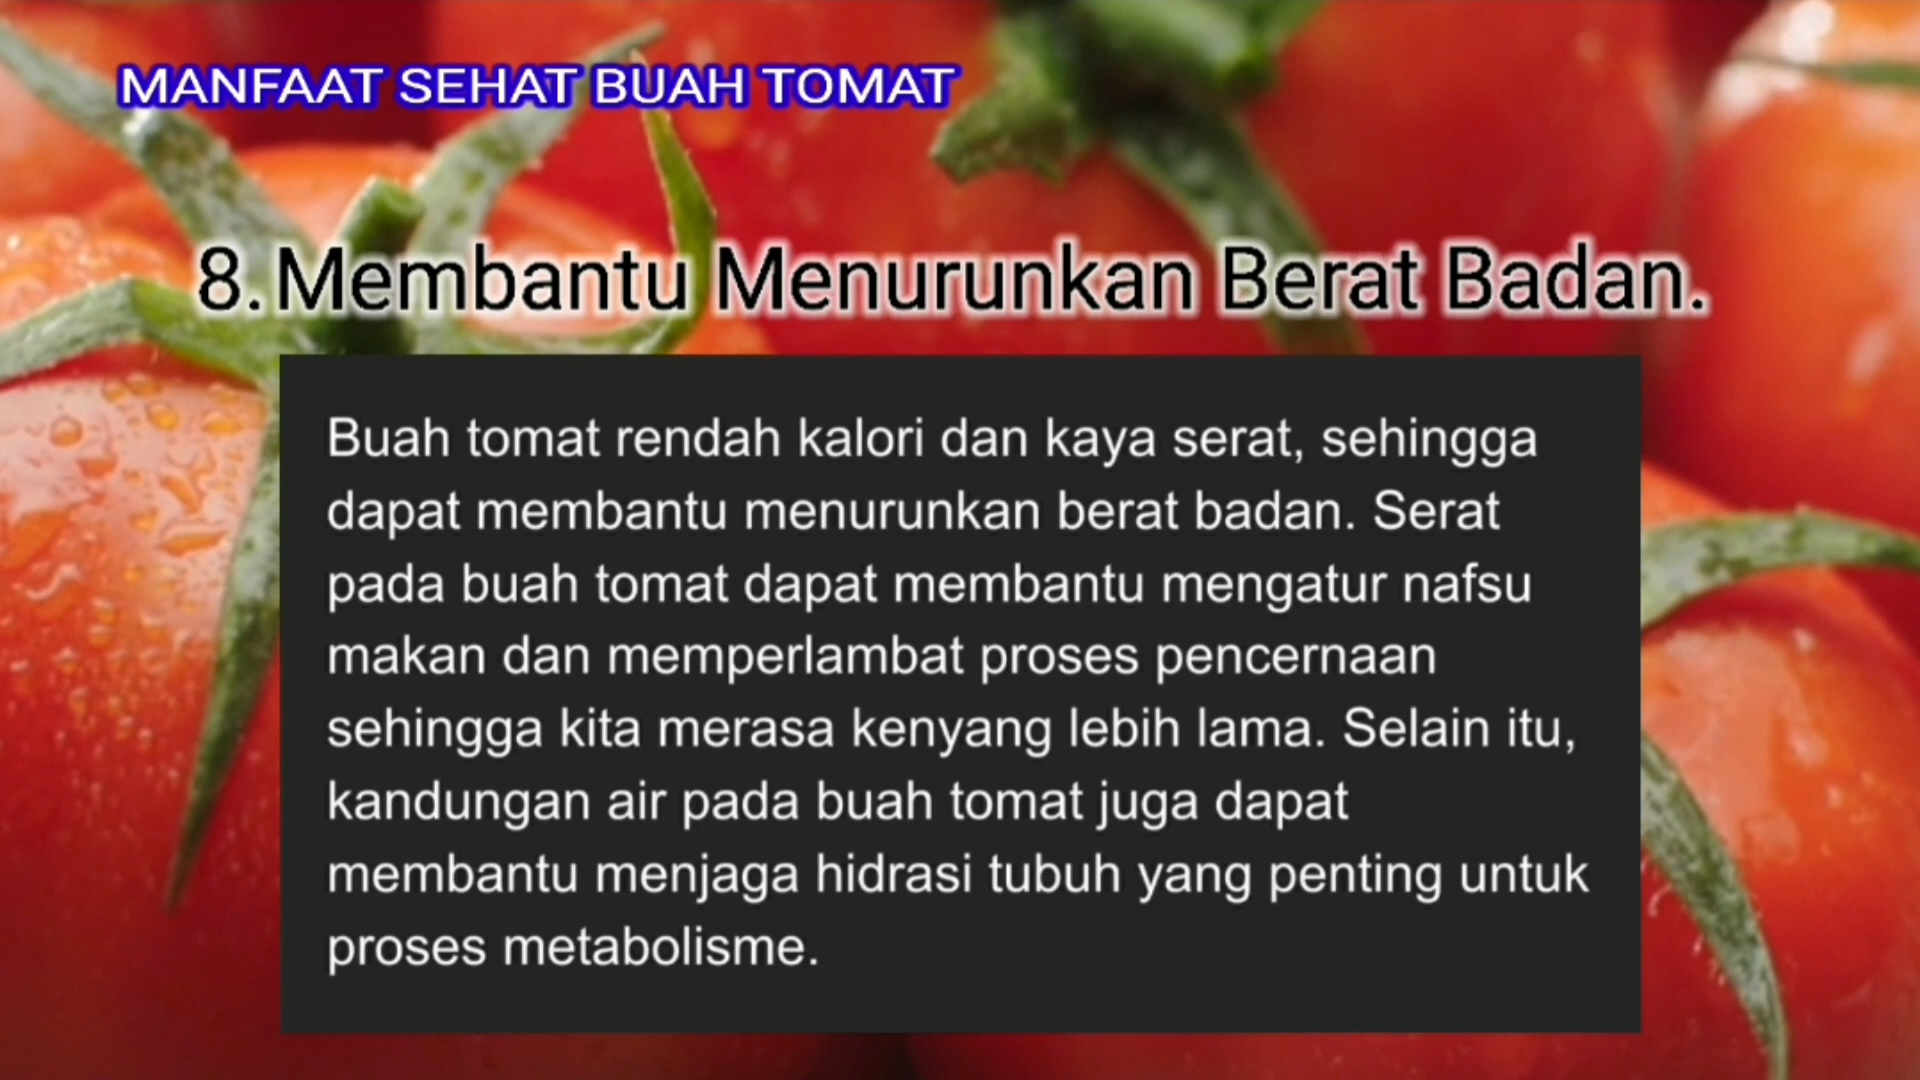 MANFAAT SEHAT BUAH TOMAT
8. Membantu Menurunkan Berat Badan.
Buah tomat rendah kalori dan kaya serat, sehingga
dapat membantu menurunkan berat badan. Serat
pada buah tomat dapat membantu mengatur nafsu
makan dan memperlambat proses pencernaan
sehingga kita merasa kenyang lebih lama. Selain itu,
kandungan air pada buah tomat juga dapat
membantu menjaga hidrasi tubuh yang penting untuk
proses metabolisme.